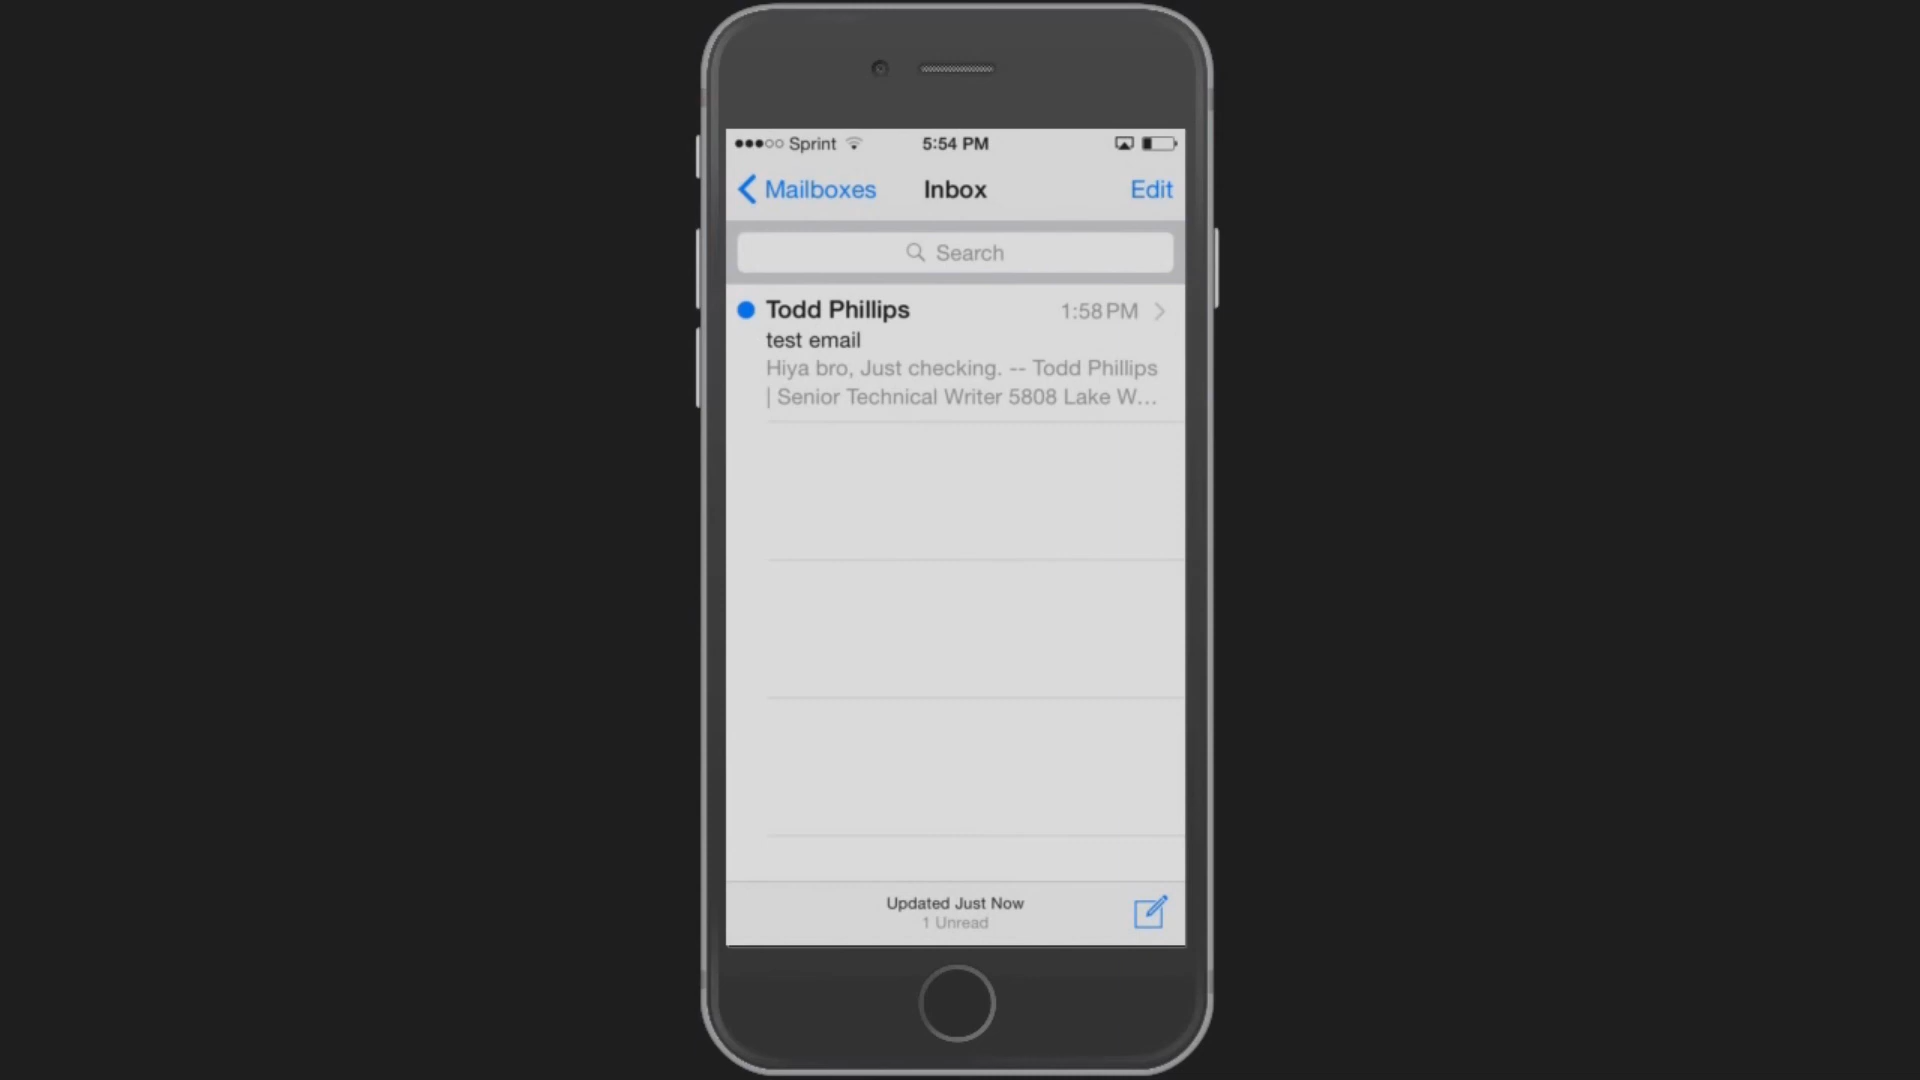 Sprint 5:54 PM
Mailboxes Inbox Edit
Search
Todd Phillips 1:58 PM
test email
Hiya bro, Just checking. -- Todd Phillips
| Senior Technical Writer 5808 Lake W...
Updated Just Now
1 Unread